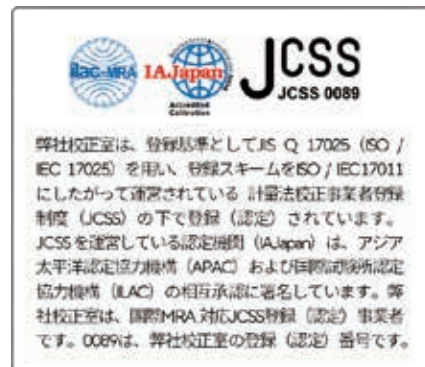 ilac-MRA
IAJapan
Accredited
Calibration
JCSS
JCSS 0089
弊社校正室は、登録基準としてJIS Q 17025（ISO /
IEC 17025）を用い、登録スキームをISO / IEC17011
にしたがって運営されている 計量法校正事業者登録
制度（JCSS）の下で登録（認定）されています。
JCSSを運営している認定機関（IAJapan）は、アジア
太平洋認定協力機構（APAC）および国際試験所認定
協力機構（ILAC）の相互承認に署名しています。弊
社校正室は、国際MRA 対応JCSS登録（認定）事業者
です。0089は、弊社校正室の登録（認定）番号です。